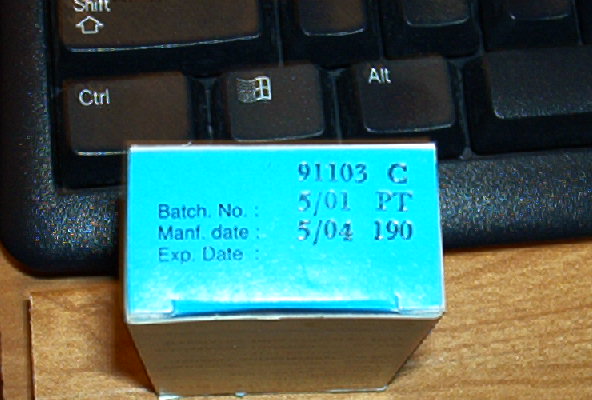 Shift
Ctrl
Alt
91103 C
Batch. No. : 5/01 PT
Manf. date : 5/04 190
Exp. Date :